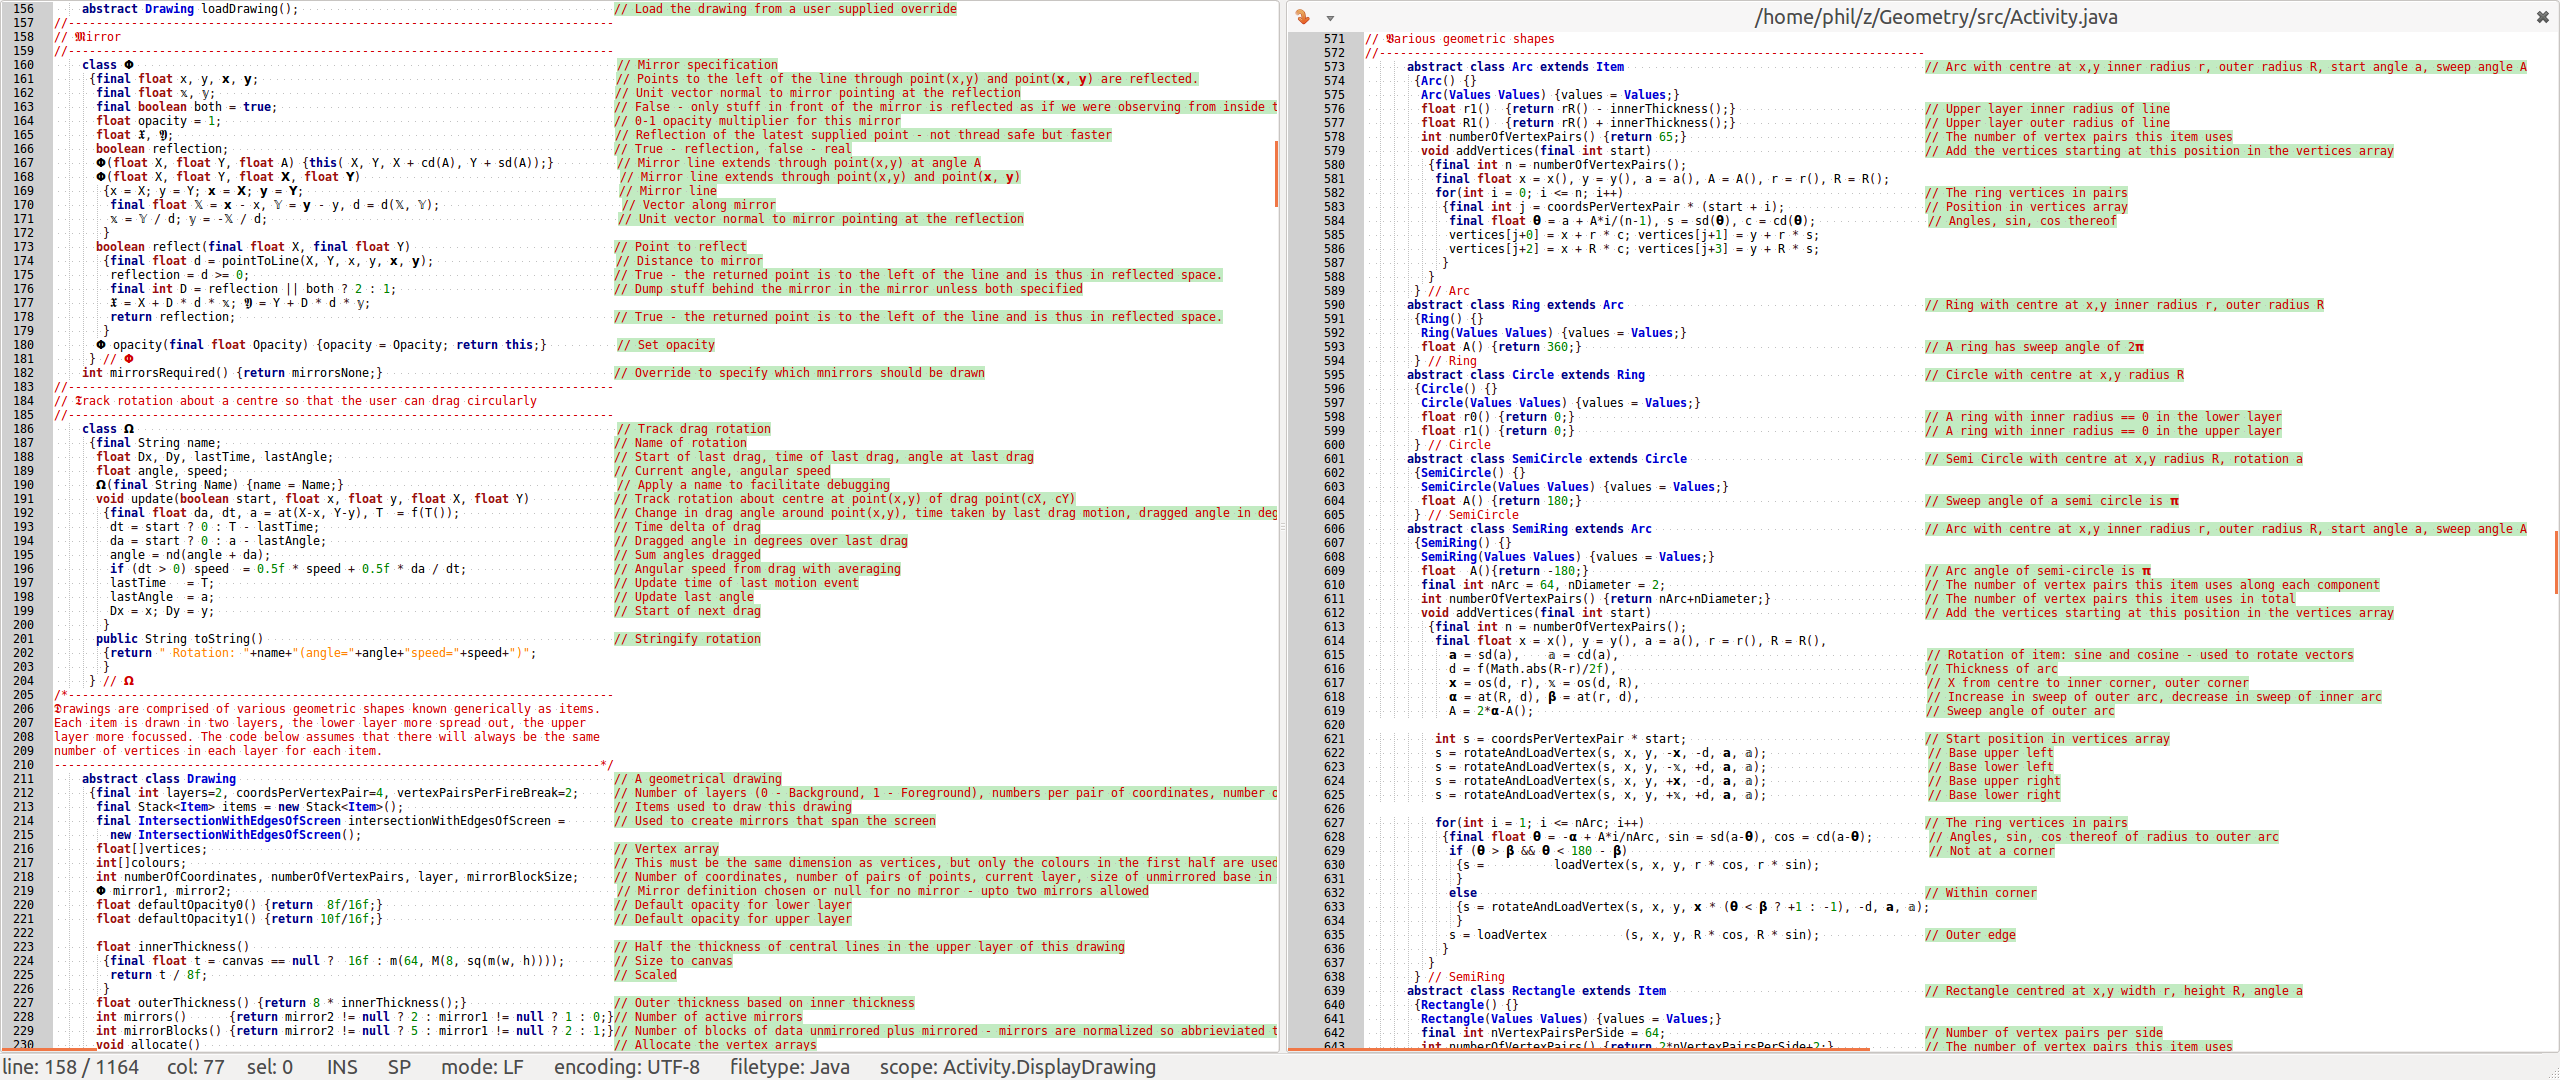 156 abstract Drawing loadDrawing(); // Load the drawing from a user supplied override
157 //------------------------------------------------------------------------------
158 // 𝕸irror
159 //------------------------------------------------------------------------------
160 class Φ // Mirror specification
161 {final float x, y, 𝘅, 𝘆; // Points to the left of the line through point(x,y) and point(𝘅, 𝘆) are reflected.
162 final float 𝕩, 𝕪; // Unit vector normal to mirror pointing at the reflection
163 final boolean both = true; // False - only stuff in front of the mirror is reflected as if we were observing from inside t
164 float opacity = 1; // 0-1 opacity multiplier for this mirror
165 float 𝖃, 𝖄; // Reflection of the latest supplied point - not thread safe but faster
166 boolean reflection; // True - reflection, false - real
167 Φ(float X, float Y, float A) {this( X, Y, X + cd(A), Y + sd(A));} // Mirror line extends through point(x,y) at angle A
168 Φ(float X, float Y, float 𝗫, float 𝗬) // Mirror line extends through point(x,y) and point(𝘅, 𝘆)
169 {x = X; y = Y; 𝘅 = 𝗫; 𝘆 = 𝗬; // Mirror line
170 final float 𝕏 = 𝘅 - x, 𝕐 = 𝘆 - y, d = d(𝕏, 𝕐); // Vector along mirror
171 𝕩 = 𝕐 / d; 𝕪 = -𝕏 / d; // Unit vector normal to mirror pointing at the reflection
172 }
173 boolean reflect(final float X, final float Y) // Point to reflect
174 {final float d = pointToLine(X, Y, x, y, 𝘅, 𝘆); // Distance to mirror
175 reflection = d >= 0; // True - the returned point is to the left of the line and is thus in reflected space.
176 final int D = reflection || both ? 2 : 1; // Dump stuff behind the mirror in the mirror unless both specified
177 𝖃 = X + D * d * 𝕩; 𝖄 = Y + D * d * 𝕪;
178 return reflection; // True - the returned point is to the left of the line and is thus in reflected space.
179 }
180 Φ opacity(final float Opacity) {opacity = Opacity; return this;} // Set opacity
181 } // Φ
182 int mirrorsRequired() {return mirrorsNone;} // Override to specify which mnirrors should be drawn
183 //------------------------------------------------------------------------------
184 // 𝕿rack rotation about a centre so that the user can drag circularly
185 //------------------------------------------------------------------------------
186 class Ω // Track drag rotation
187 {final String name; // Name of rotation
188 float Dx, Dy, lastTime, lastAngle; // Start of last drag, time of last drag, angle at last drag
189 float angle, speed; // Current angle, angular speed
190 Ω(final String Name) {name = Name;} // Apply a name to facilitate debugging
191 void update(boolean start, float x, float y, float X, float Y) // Track rotation about centre at point(x,y) of drag point(cX, cY)
192 {final float da, dt, a = at(X-x, Y-y), T = f(T()); // Change in drag angle around point(x,y), time taken by last drag motion, dragged angle in deg
193 dt = start ? 0 : T - lastTime; // Time delta of drag
194 da = start ? 0 : a - lastAngle; // Dragged angle in degrees over last drag
195 angle = nd(angle + da); // Sum angles dragged
196 if (dt > 0) speed = 0.5f * speed + 0.5f * da / dt; // Angular speed from drag with averaging
197 lastTime = T; // Update time of last motion event
198 lastAngle = a; // Update last angle
199 Dx = x; Dy = y; // Start of next drag
200 }
201 public String toString() // Stringify rotation
202 {return " Rotation: "+name+"(angle="+angle+"speed="+speed+")";
203 }
204 } // Ω
205 /*------------------------------------------------------------------------------
206 𝕯rawings are comprised of various geometric shapes known generically as items.
207 Each item is drawn in two layers, the lower layer more spread out, the upper
208 layer more focussed. The code below assumes that there will always be the same
209 number of vertices in each layer for each item.
210 ------------------------------------------------------------------------------*/
211 abstract class Drawing // A geometrical drawing
212 {final int layers=2, coordsPerVertexPair=4, vertexPairsPerFireBreak=2; // Number of layers (0 - Background, 1 - Foreground), numbers per pair of coordinates, number o
213 final Stack<Item> items = new Stack<Item>(); // Items used to draw this drawing
214 final IntersectionWithEdgesOfScreen intersectionWithEdgesOfScreen = // Used to create mirrors that span the screen
215 new IntersectionWithEdgesOfScreen();
216 float[]vertices; // Vertex array
217 int[]colours; // This must be the same dimension as vertices, but only the colours in the first half are used
218 int numberOfCoordinates, numberOfVertexPairs, layer, mirrorBlockSize; // Number of coordinates, number of pairs of points, current layer, size of unmirrored base in
219 Φ mirror1, mirror2; // Mirror definition chosen or null for no mirror - upto two mirrors allowed
220 float defaultOpacity0() {return 8f/16f;} // Default opacity for lower layer
221 float defaultOpacity1() {return 10f/16f;} // Default opacity for upper layer
222
223 float innerThickness() // Half the thickness of central lines in the upper layer of this drawing
224 {final float t = canvas == null ? 16f : m(64, M(8, sq(m(w, h)))); // Size to canvas
225 return t / 8f; // Scaled
226 }
227 float outerThickness() {return 8 * innerThickness();} // Outer thickness based on inner thickness
228 int mirrors() {return mirror2 != null ? 2 : mirror1 != null ? 1 : 0;} // Number of active mirrors
229 int mirrorBlocks() {return mirror2 != null ? 5 : mirror1 != null ? 2 : 1;} // Number of blocks of data unmirrored plus mirrored - mirrors are normalized so abbrieviated t
230 void allocate() // Allocate the vertex arrays
/home/phil/z/Geometry/src/Activity.java
571 // 𝖁arious geometric shapes
572 //------------------------------------------------------------------------------
573 abstract class Arc extends Item // Arc with centre at x,y inner radius r, outer radius R, start angle a, sweep angle A
574 {Arc() {}
575 Arc(Values Values) {values = Values;}
576 float r1() {return rR() - innerThickness();} // Upper layer inner radius of line
577 float R1() {return rR() + innerThickness();} // Upper layer outer radius of line
578 int numberOfVertexPairs() {return 65;} // The number of vertex pairs this item uses
579 void addVertices(final int start) // Add the vertices starting at this position in the vertices array
580 {final int n = numberOfVertexPairs();
581 final float x = x(), y = y(), a = a(), A = A(), r = r(), R = R();
582 for(int i = 0; i <= n; i++) // The ring vertices in pairs
583 {final int j = coordsPerVertexPair * (start + i); // Position in vertices array
584 final float θ = a + A*i/(n-1), s = sd(θ), c = cd(θ); // Angles, sin, cos thereof
585 vertices[j+0] = x + r * c; vertices[j+1] = y + r * s;
586 vertices[j+2] = x + R * c; vertices[j+3] = y + R * s;
587 }
588 }
589 } // Arc
590 abstract class Ring extends Arc // Ring with centre at x,y inner radius r, outer radius R
591 {Ring() {}
592 Ring(Values Values) {values = Values;}
593 float A() {return 360;} // A ring has sweep angle of 2π
594 } // Ring
595 abstract class Circle extends Ring // Circle with centre at x,y radius R
596 {Circle() {}
597 Circle(Values Values) {values = Values;}
598 float r0() {return 0;} // A ring with inner radius == 0 in the lower layer
599 float r1() {return 0;} // A ring with inner radius == 0 in the upper layer
600 } // Circle
601 abstract class SemiCircle extends Circle // Semi Circle with centre at x,y radius R, rotation a
602 {SemiCircle() {}
603 SemiCircle(Values Values) {values = Values;}
604 float A() {return 180;} // Sweep angle of a semi circle is π
605 } // SemiCircle
606 abstract class SemiRing extends Arc // Arc with centre at x,y inner radius r, outer radius R, start angle a, sweep angle A
607 {SemiRing() {}
608 SemiRing(Values Values) {values = Values;}
609 float A(){return -180;} // Arc angle of semi-circle is π
610 final int nArc = 64, nDiameter = 2; // The number of vertex pairs this item uses along each component
611 int numberOfVertexPairs() {return nArc+nDiameter;} // The number of vertex pairs this item uses in total
612 void addVertices(final int start) // Add the vertices starting at this position in the vertices array
613 {final int n = numberOfVertexPairs();
614 final float x = x(), y = y(), a = a(), r = r(), R = R(),
615 𝗮 = sd(a), 𝕒 = cd(a), // Rotation of item: sine and cosine - used to rotate vectors
616 d = f(Math.abs(R-r)/2f), // Thickness of arc
617 𝘅 = os(d, r), 𝕩 = os(d, R), // X from centre to inner corner, outer corner
618 α = at(R, d), β = at(r, d), // Increase in sweep of outer arc, decrease in sweep of inner arc
619 A = 2*α-A(); // Sweep angle of outer arc
620
621 int s = coordsPerVertexPair * start; // Start position in vertices array
622 s = rotateAndLoadVertex(s, x, y, -𝘅, -d, 𝗮, 𝕒); // Base upper left
623 s = rotateAndLoadVertex(s, x, y, -𝕩, +d, 𝗮, 𝕒); // Base lower left
624 s = rotateAndLoadVertex(s, x, y, +𝘅, -d, 𝗮, 𝕒); // Base upper right
625 s = rotateAndLoadVertex(s, x, y, +𝕩, +d, 𝗮, 𝕒); // Base lower right
626
627 for(int i = 1; i <= nArc; i++) // The ring vertices in pairs
628 {final float θ = -α + A*i/nArc, sin = sd(a-θ), cos = cd(a-θ); // Angles, sin, cos thereof of radius to outer arc
629 if (θ > β && θ < 180 - β) // Not at a corner
630 {s = loadVertex(s, x, y, r * cos, r * sin);
631 }
632 else // Within corner
633 {s = rotateAndLoadVertex(s, x, y, 𝘅 * (θ < β ? +1 : -1), -d, 𝗮, 𝕒);
634 }
635 s = loadVertex (s, x, y, R * cos, R * sin); // Outer edge
636 }
637 }
638 } // SemiRing
639 abstract class Rectangle extends Item // Rectangle centred at x,y width r, height R, angle a
640 {Rectangle() {}
641 Rectangle(Values Values) {values = Values;}
642 final int nVertexPairsPerSide = 64; // Number of vertex pairs per side
643 int numberOfVertexPairs() {return 2*nVertexPairsPerSide+2;} // The number of vertex pairs this item uses
line: 158 / 1164 col: 77 sel: 0 INS SP mode: LF encoding: UTF-8 filetype: Java scope: Activity.DisplayDrawing